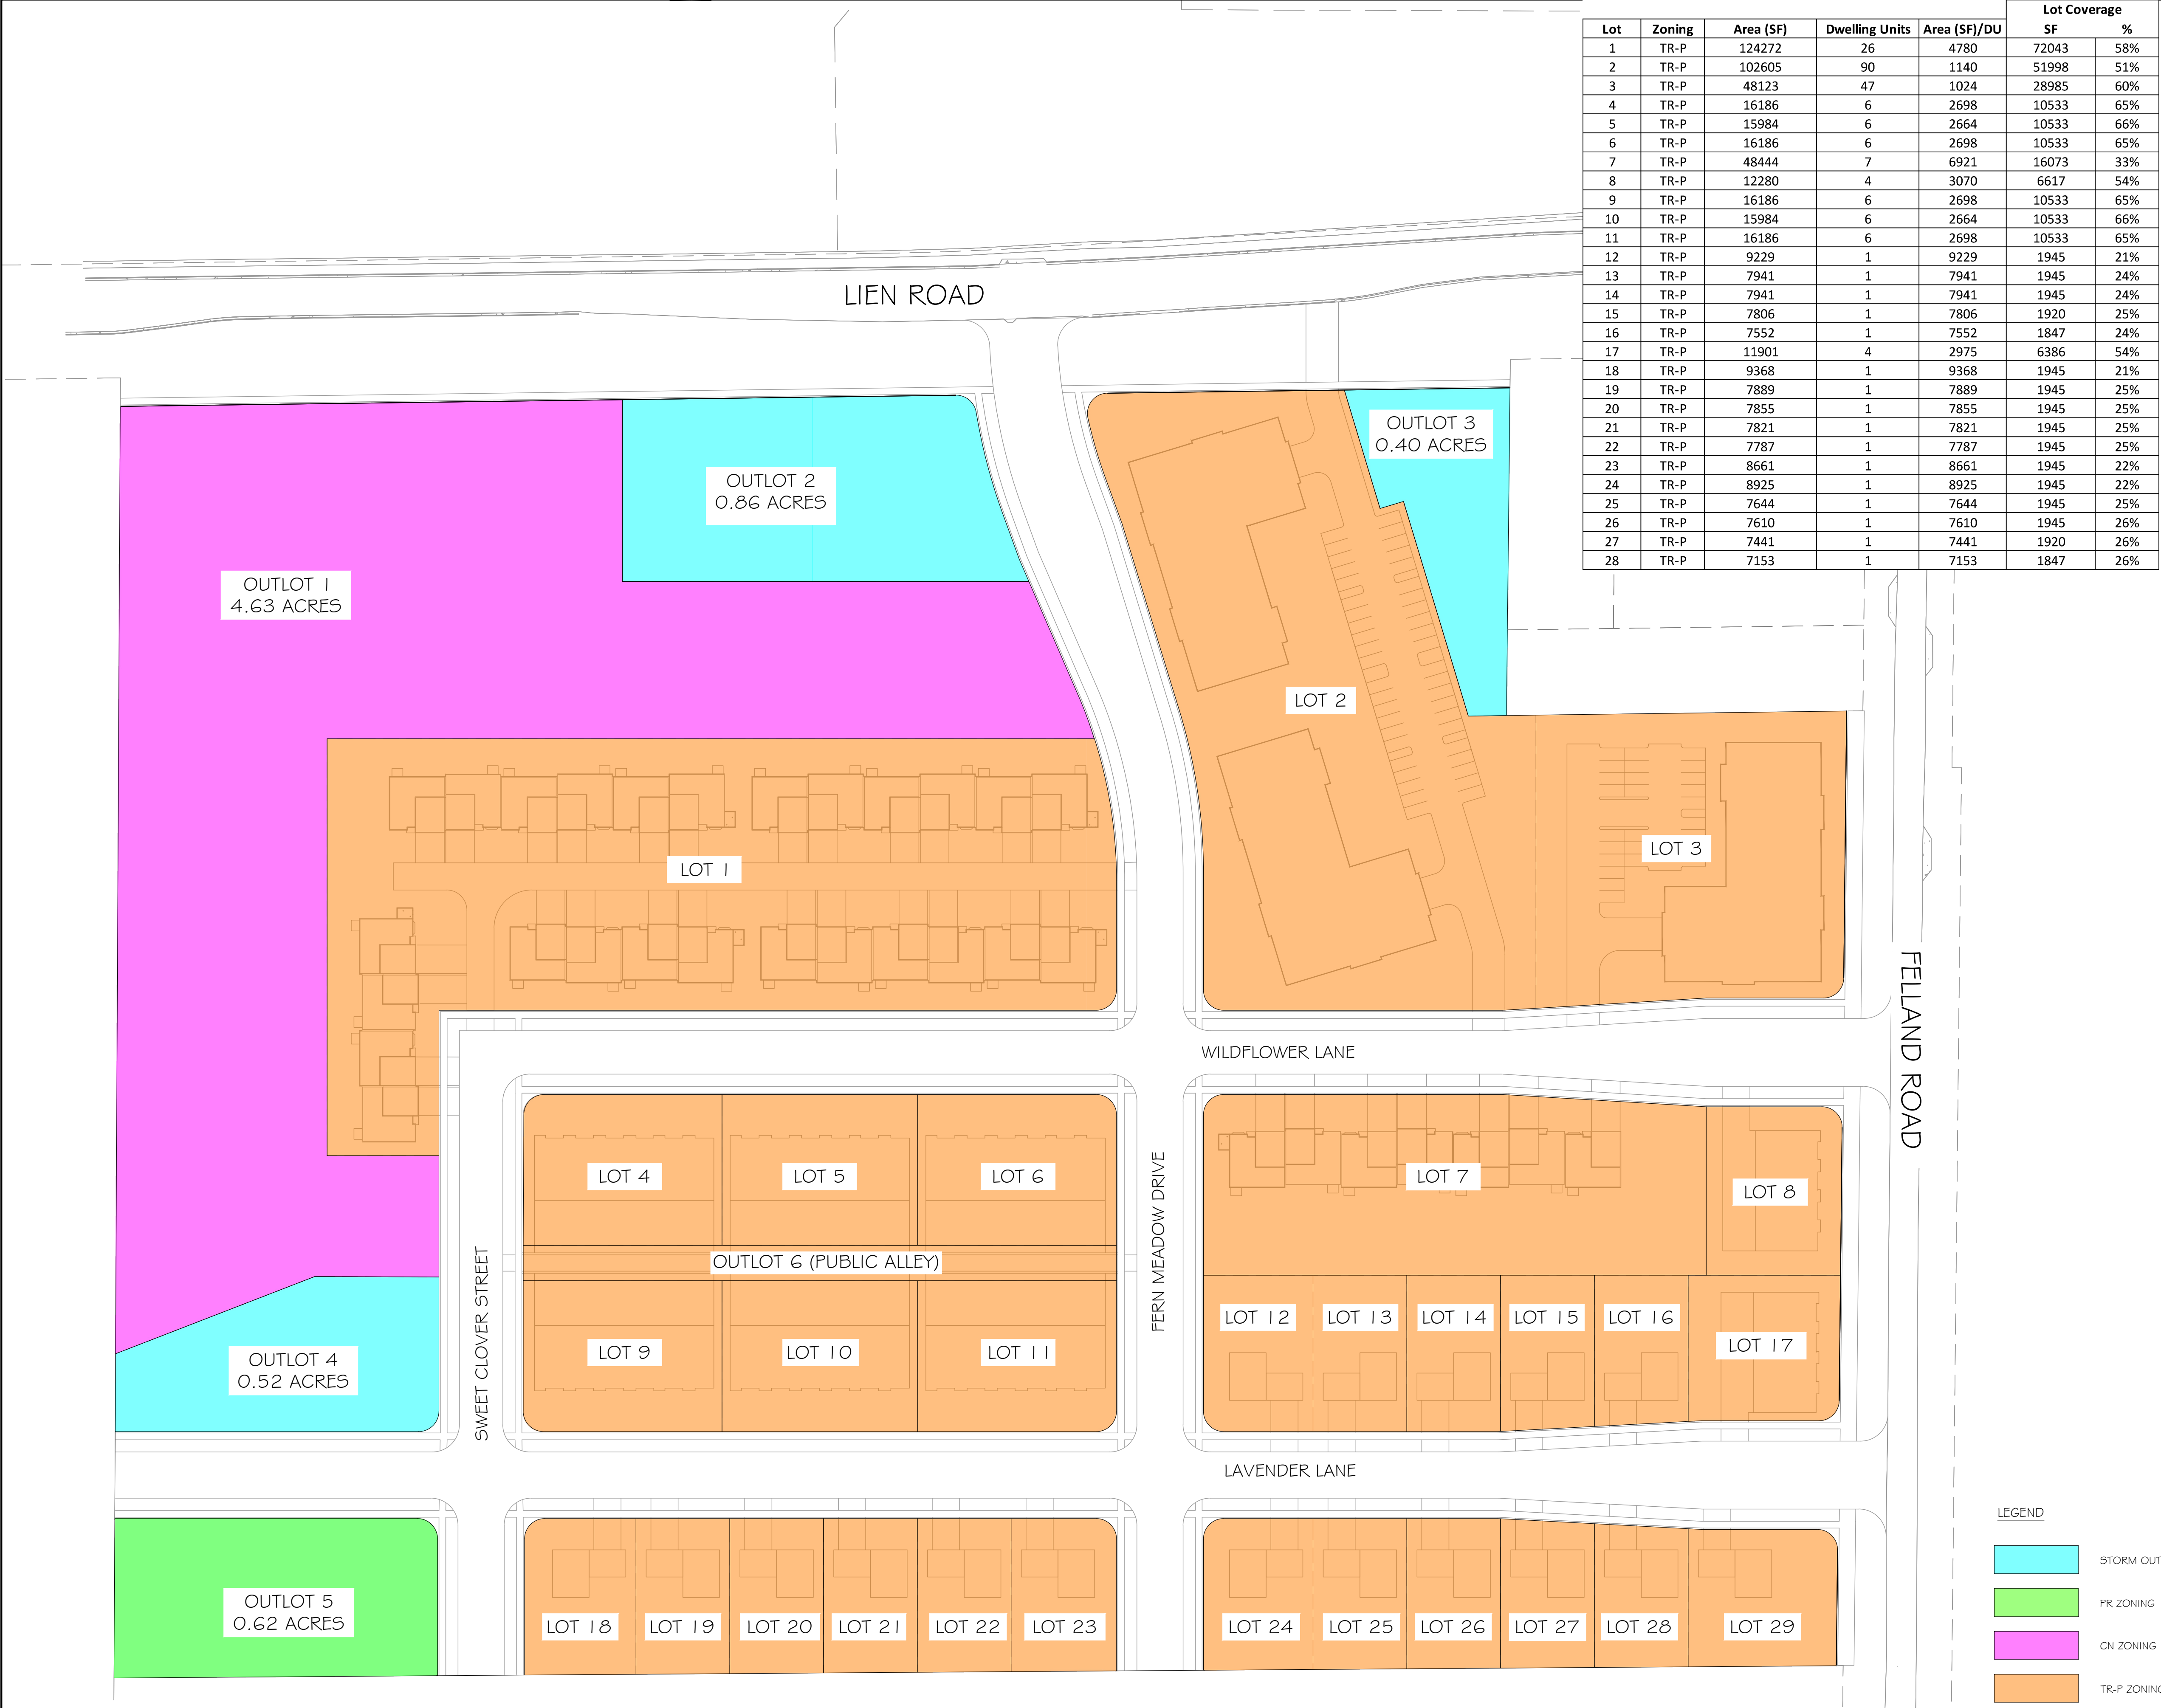 Lot Coverage
Lot Zoning Area (SF) Dwelling Units Area (SF)/DU SF %
1 TR-P 124272 26 4780 72043 58%
2 TR-P 102605 90 1140 51998 51%
3 TR-P 48123 47 1024 28985 60%
4 TR-P 16186 6 2698 10533 65%
5 TR-P 15984 6 2664 10533 66%
6 TR-P 16186 6 2698 10533 65%
7 TR-P 48444 7 6921 16073 33%
8 TR-P 12280 4 3070 6617 54%
9 TR-P 16186 6 2698 10533 65%
10 TR-P 15984 6 2664 10533 66%
11 TR-P 16186 6 2698 10533 65%
12 TR-P 9229 1 9229 1945 21%
13 TR-P 7941 1 7941 1945 24%
14 TR-P 7941 1 7941 1945 24%
15 TR-P 7806 1 7806 1920 25%
16 TR-P 7552 1 7552 1847 24%
17 TR-P 11901 4 2975 6386 54%
18 TR-P 9368 1 9368 1945 21%
19 TR-P 7889 1 7889 1945 25%
20 TR-P 7855 1 7855 1945 25%
21 TR-P 7821 1 7821 1945 25%
22 TR-P 7787 1 7787 1945 25%
23 TR-P 8661 1 8661 1945 22%
24 TR-P 8925 1 8925 1945 22%
25 TR-P 7644 1 7644 1945 25%
26 TR-P 7610 1 7610 1945 26%
27 TR-P 7441 1 7441 1920 26%
28 TR-P 7153 1 7153 1847 26%
LIEN ROAD
OUTLOT 3
0.40 ACRES
OUTLOT 2
0.86 ACRES
OUTLOT 1
4.63 ACRES
LOT 2
LOT 3
LOT 1
FELLAND ROAD
WILDFLOWER LANE
LOT 4
LOT 5
LOT 6
LOT 7
LOT 8
FERN MEADOW DRIVE
OUTLOT 6 (PUBLIC ALLEY)
SWEET CLOVER STREET
LOT 12
LOT 13
LOT 14
LOT 15
LOT 16
LOT 17
LOT 9
LOT 10
LOT 11
OUTLOT 4
0.52 ACRES
LAVENDER LANE
OUTLOT 5
0.62 ACRES
LOT 18
LOT 19
LOT 20
LOT 21
LOT 22
LOT 23
LOT 24
LOT 25
LOT 26
LOT 27
LOT 28
LOT 29
LEGEND
STORM OUT
PR ZONING
CN ZONING
TR-P ZONING